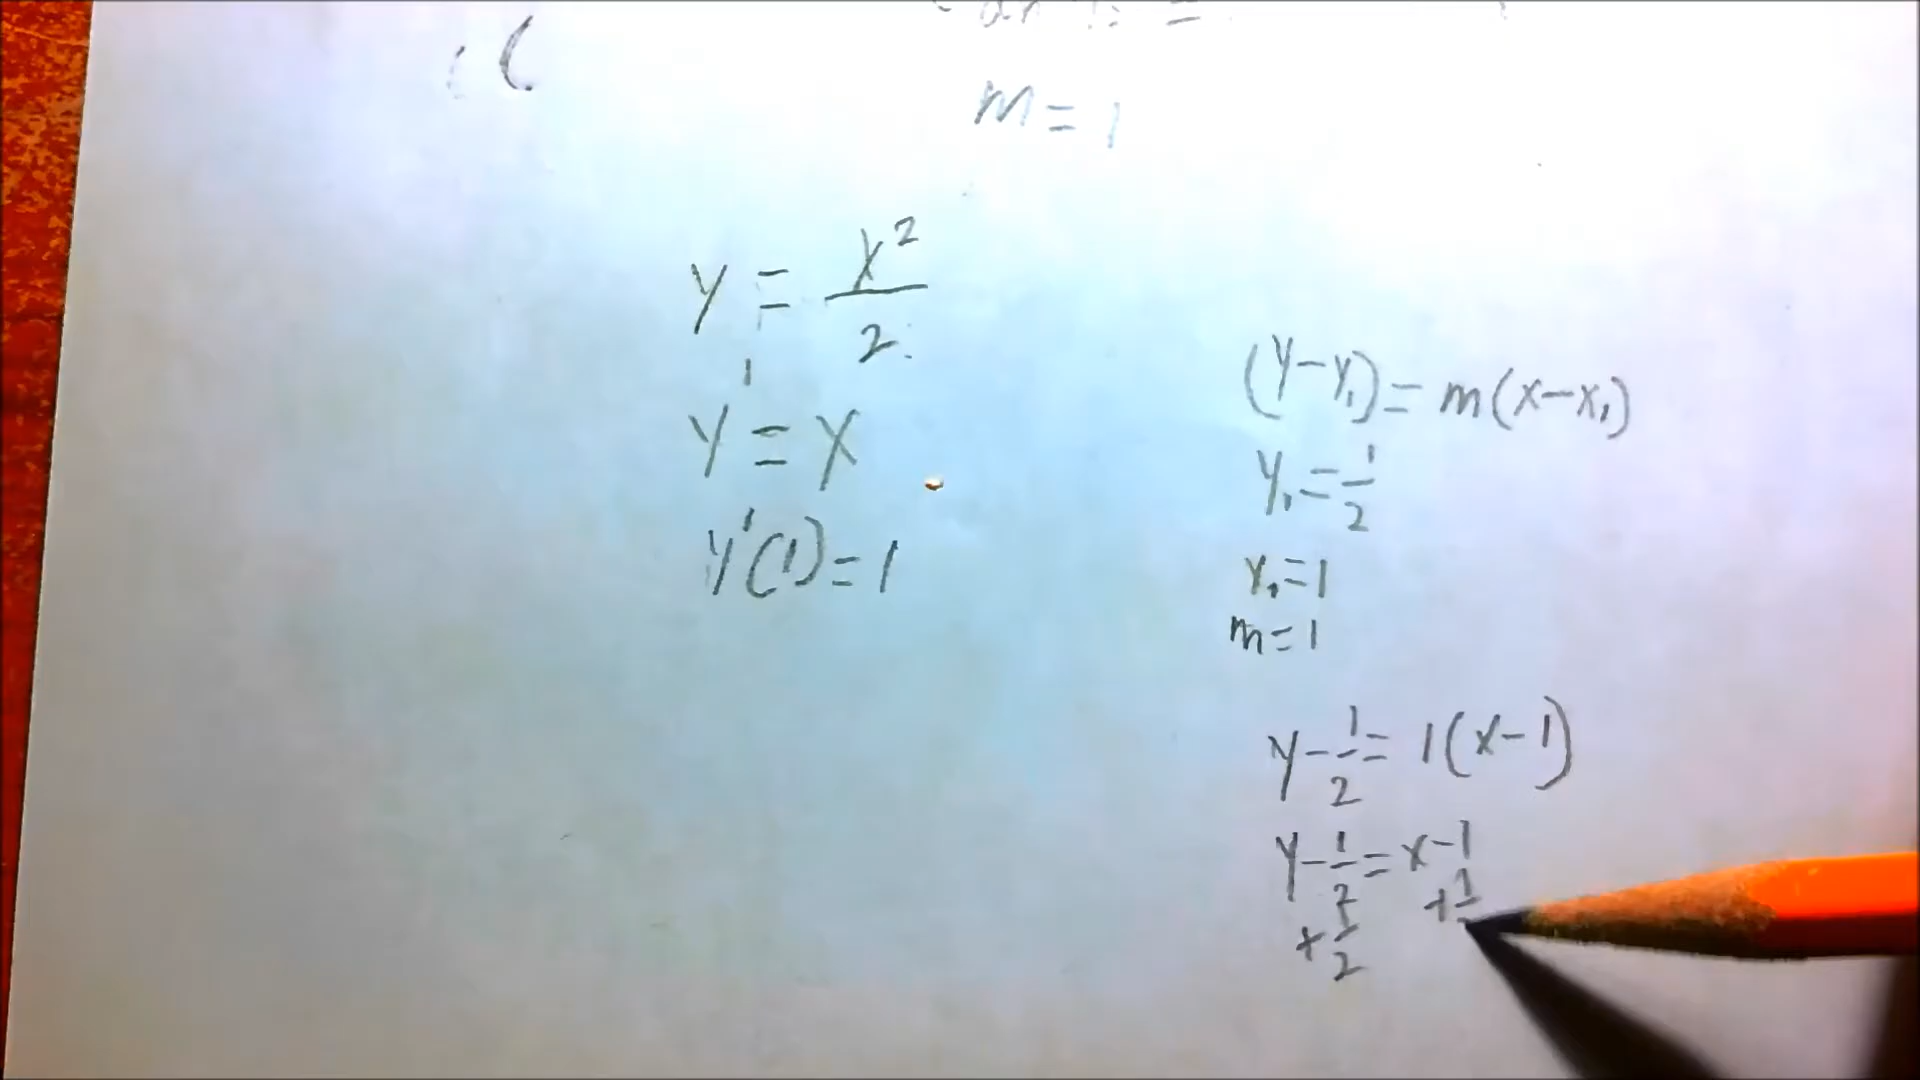 m = 1
y = x²/2
y' = x
y'(1) = 1
(y-y₁) = m(x-x₁)
y₁ = 1/2
x₁ = 1
m = 1
y - 1/2 = 1(x-1)
y - 1/2 = x-1
+ 1/2 + 1